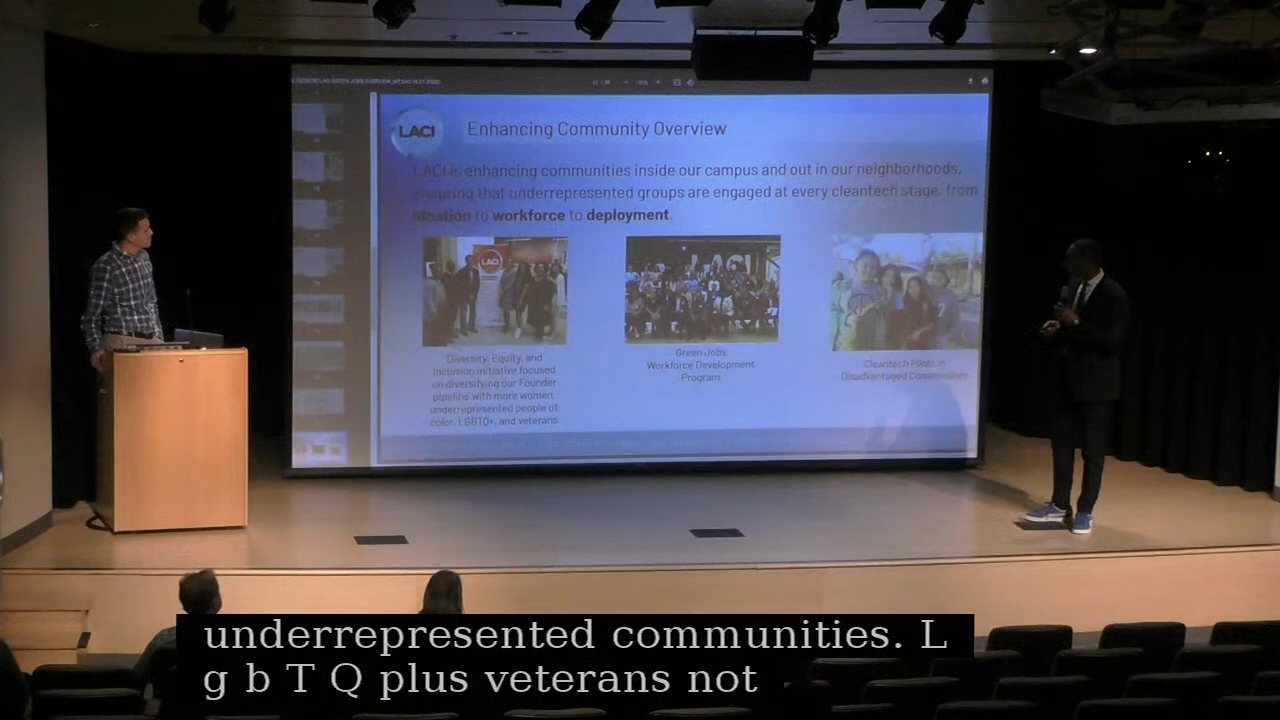 LACI
Enhancing Community Overview
LACI is enhancing communities inside our campus and out in our neighborhoods,
ensuring that underrepresented groups are engaged at every cleantech stage, from
ideation to workforce to deployment.
LACI
Diversity, Equity, and
Inclusion initiative focused
on diversifying our Founder
pipeline with more women,
underrepresented people of
color, LGBTQ+, and veterans
Green Jobs
Workforce Development
Program
Cleantech Pilots in
Disadvantaged Communities
underrepresented communities. L
g b T Q plus veterans not